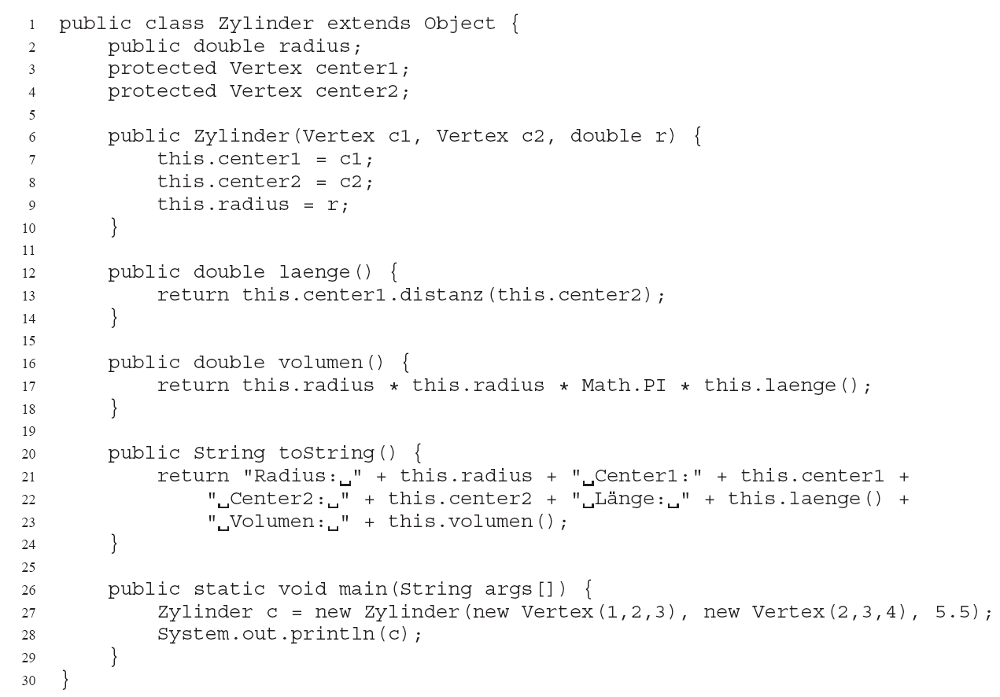 1 public class Zylinder extends Object {
2 public double radius;
3 protected Vertex center1;
4 protected Vertex center2;
5
6 public Zylinder(Vertex c1, Vertex c2, double r) {
7 this.center1 = c1;
8 this.center2 = c2;
9 this.radius = r;
10 }
11
12 public double laenge() {
13 return this.center1.distanz(this.center2);
14 }
15
16 public double volumen() {
17 return this.radius * this.radius * Math.PI * this.laenge();
18 }
19
20 public String toString() {
21 return "Radius:␣" + this.radius + "␣Center1:" + this.center1 +
22 "␣Center2:␣" + this.center2 + "␣Länge:␣" + this.laenge() +
23 "␣Volumen:␣" + this.volumen();
24 }
25
26 public static void main(String args[]) {
27 Zylinder c = new Zylinder(new Vertex(1,2,3), new Vertex(2,3,4), 5.5);
28 System.out.println(c);
29 }
30 }